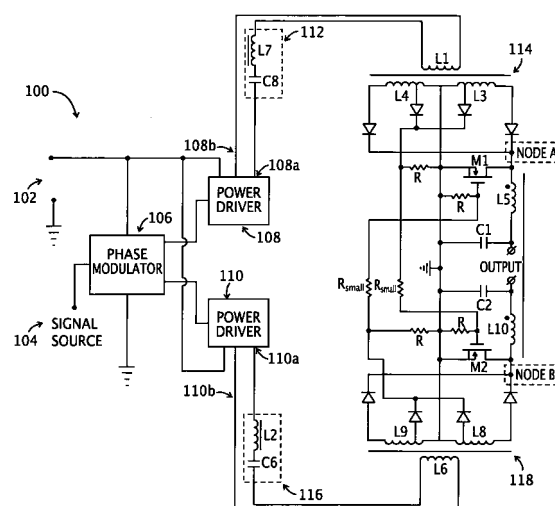 L7
112
C8
L1
114
L4
L3
100
108b
108a
102
106
POWER
DRIVER
108
PHASE
MODULATOR
104
SIGNAL
SOURCE
110
POWER
DRIVER
110a
110b
L2
C6
116
R
M1
NODE A
R
L5
C1
OUTPUT
Rsmall
Rsmall
C2
L10
R
R
M2
NODE B
L9
L8
L6
118